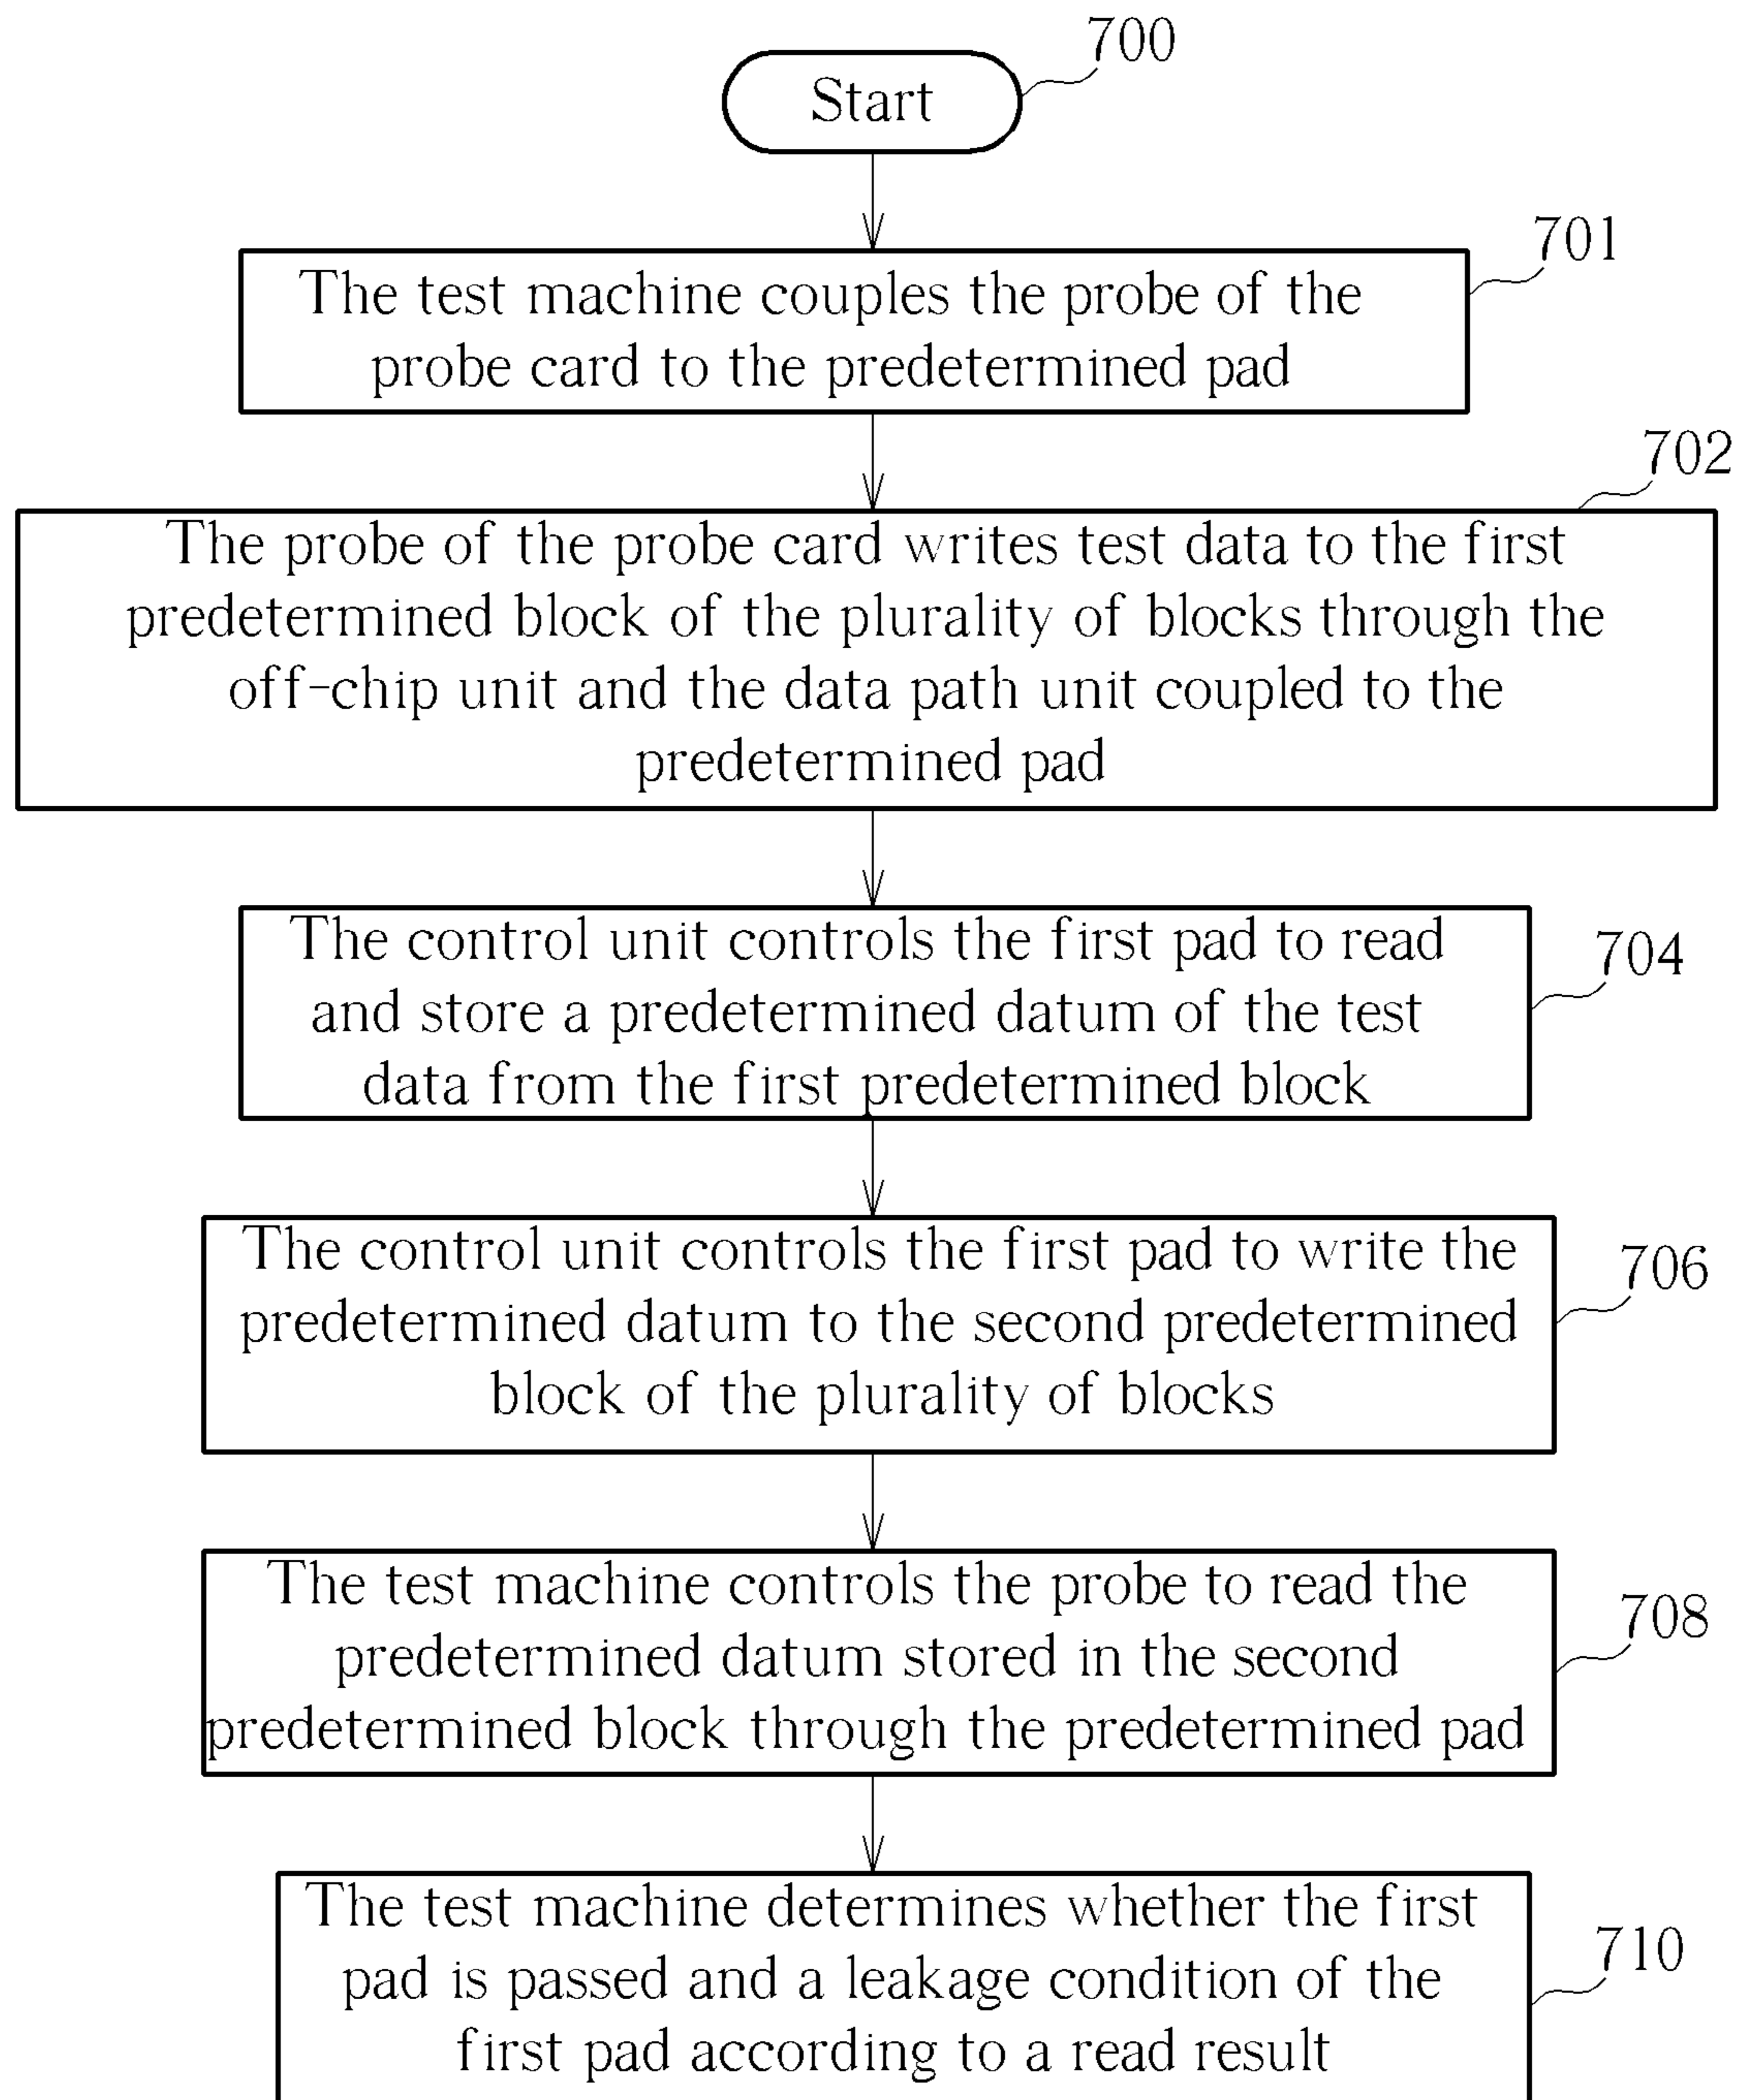 700
Start
701
The test machine couples the probe of the
probe card to the predetermined pad
702
The probe of the probe card writes test data to the first
predetermined block of the plurality of blocks through the
off-chip unit and the data path unit coupled to the
predetermined pad
The control unit controls the first pad to read
704
and store a predetermined datum of the test
data from the first predetermined block
The control unit controls the first pad to write the
706
predetermined datum to the second predetermined
block of the plurality of blocks
The test machine controls the probe to read the
708
predetermined datum stored in the second
predetermined block through the predetermined pad
The test machine determines whether the first
710
pad is passed and a leakage condition of the
first pad according to a read result